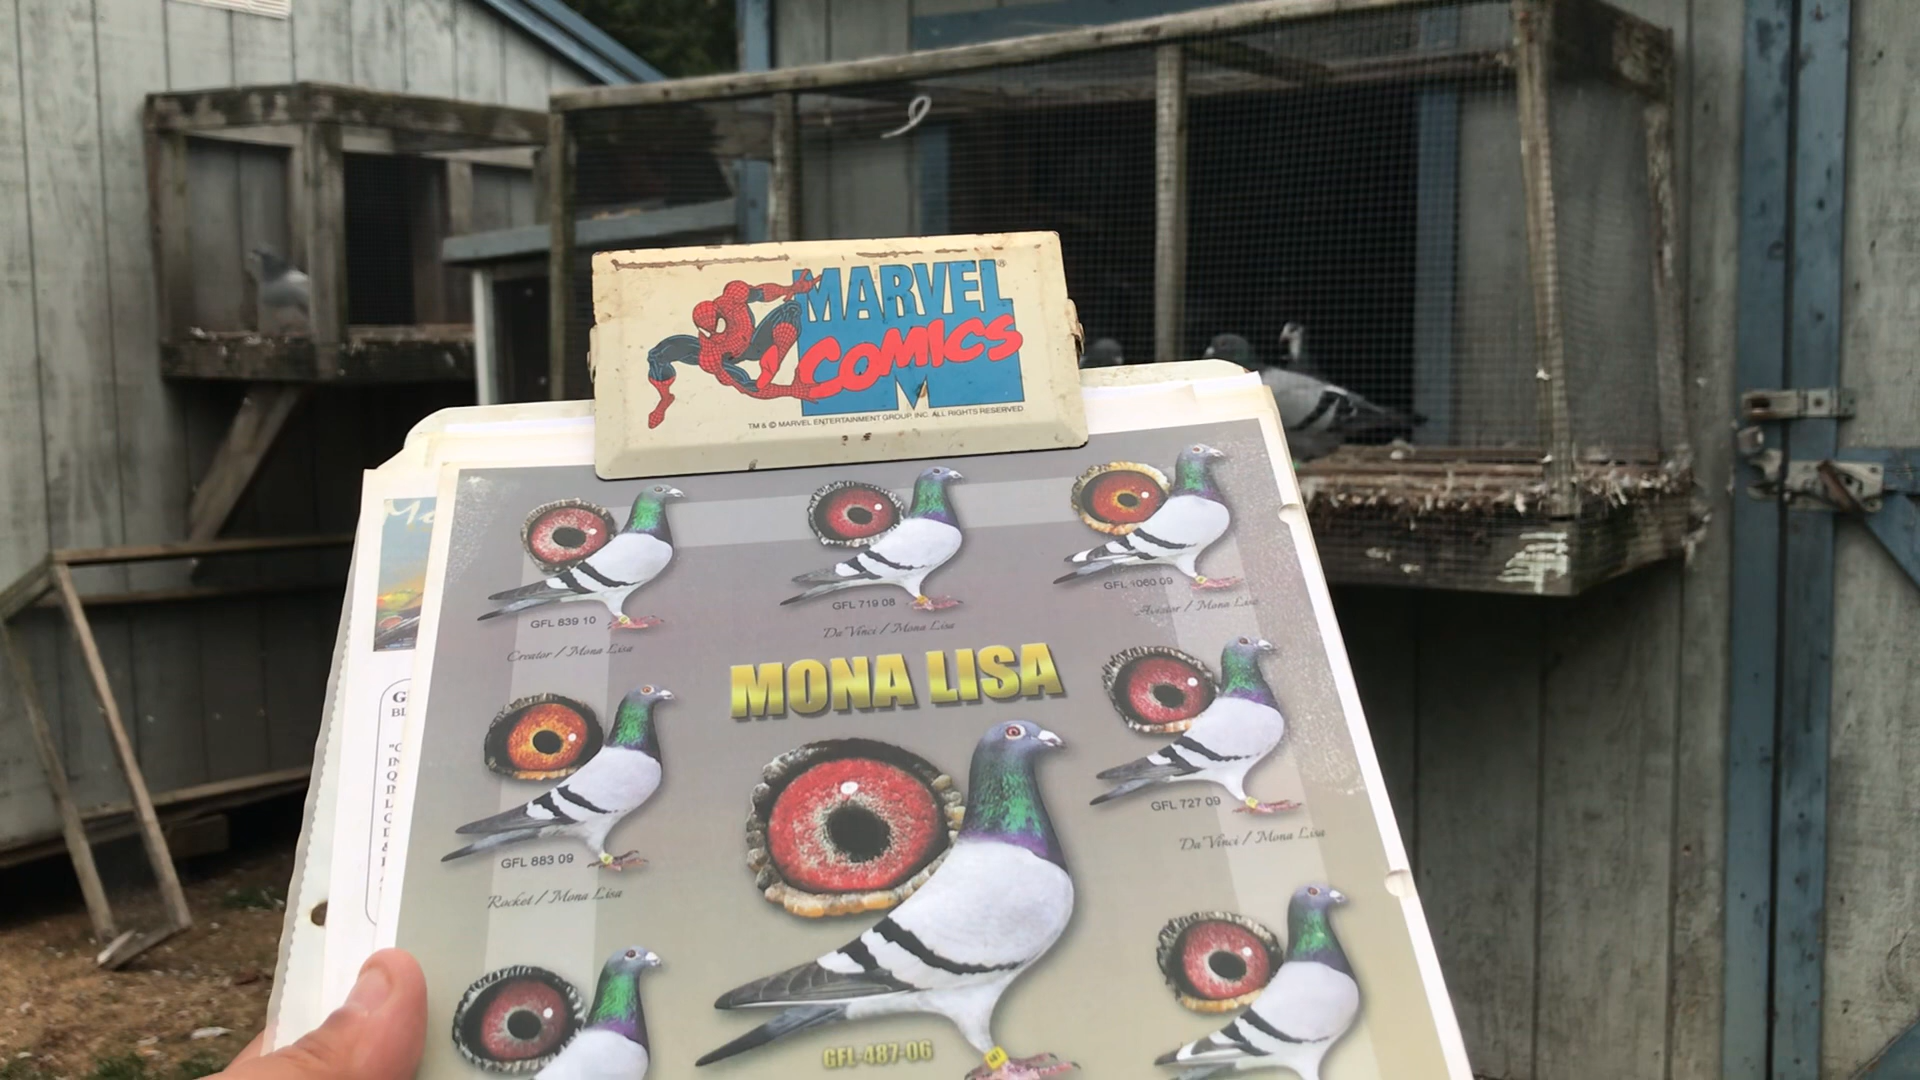 MARVEL
COMICS
TM & © MARVEL ENTERTAINMENT GROUP, INC. ALL RIGHTS RESERVED
GFL 839 10
Creator / Mona Lisa
GFL 719 08
Da Vinci / Mona Lisa
GFL 1060 09
Aviator / Mona Lisa
MONA LISA
GFL 883 09
Rocket / Mona Lisa
GFL 727 09
Da Vinci / Mona Lisa
GFL-487-06